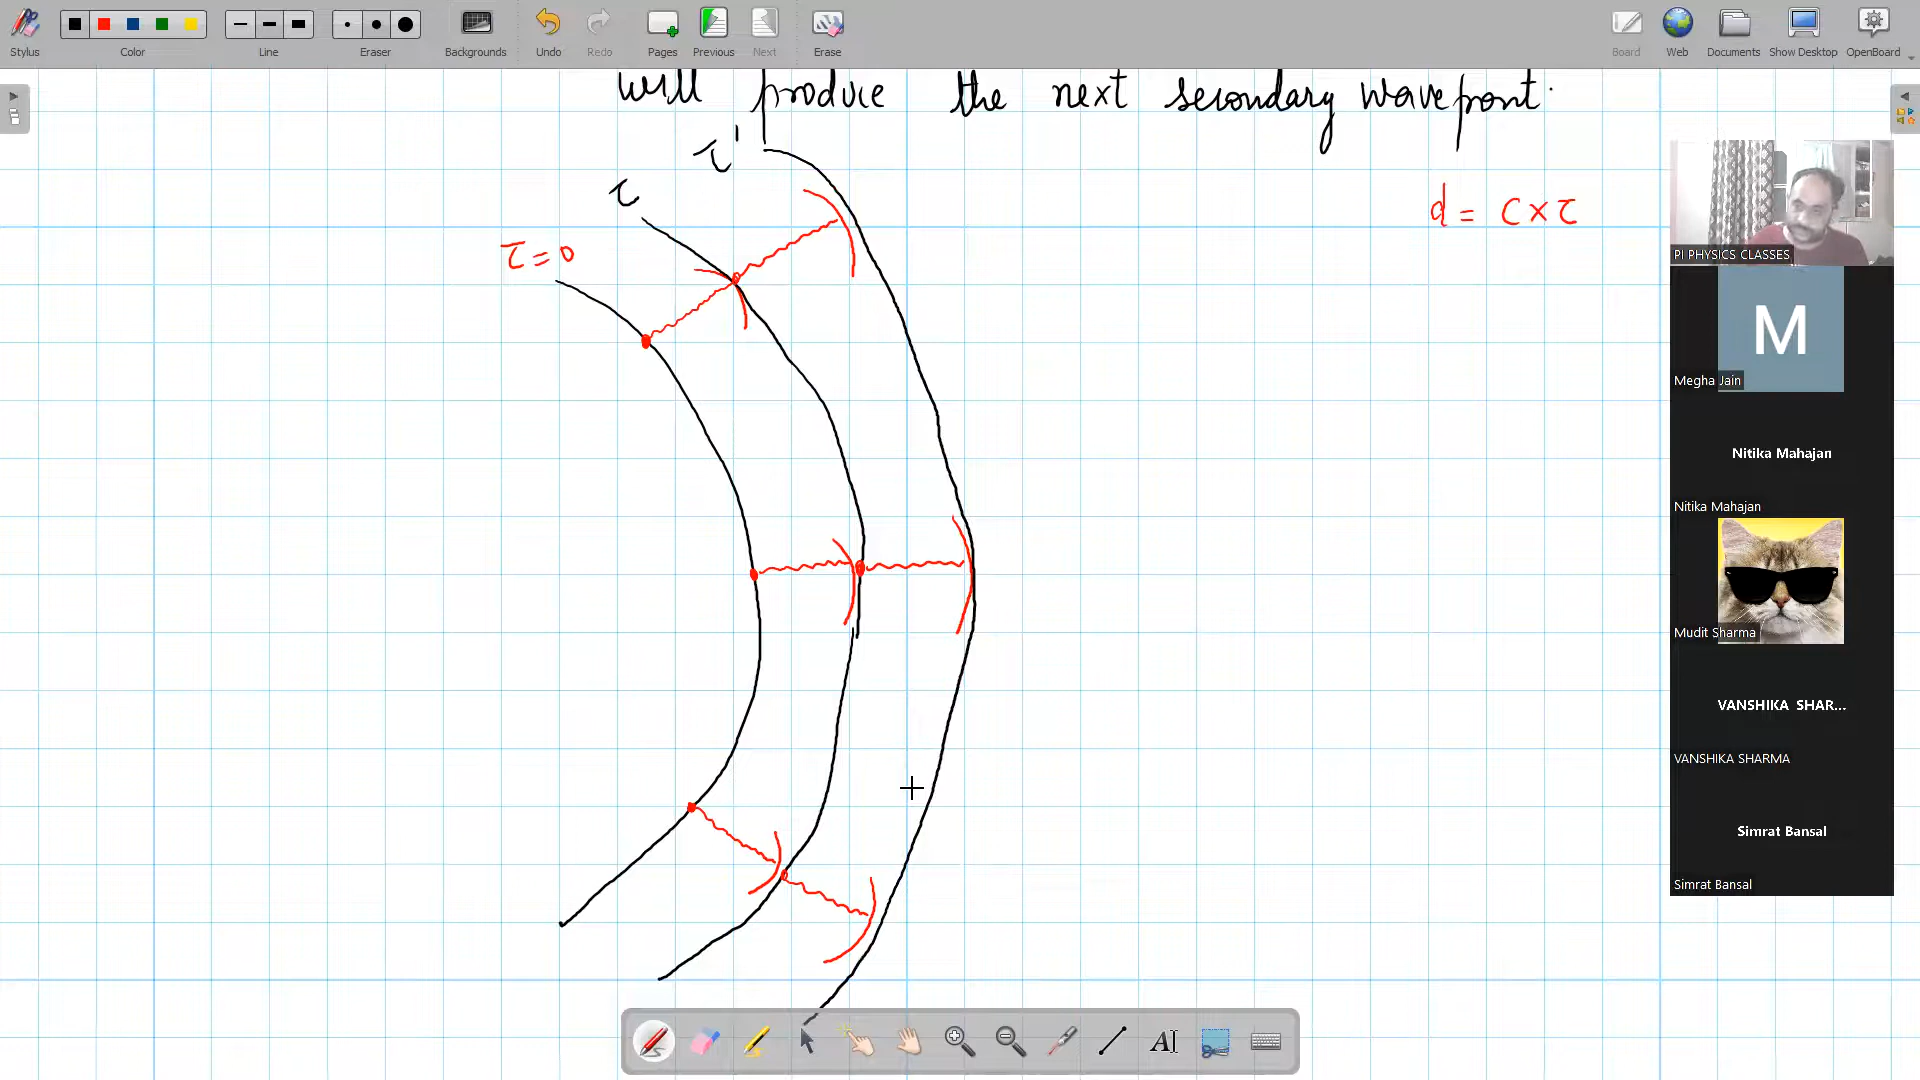 Stylus
Color
Line
Eraser
Backgrounds
Undo
Redo
Pages
Previous
Next
Erase
Board
Web
Documents
Show Desktop
OpenBoard
will produce the next secondary wavefront.
τ'
τ
τ = 0
d = c × τ
PI PHYSICS CLASSES
M
Megha Jain
Nitika Mahajan
Nitika Mahajan
Mudit Sharma
VANSHIKA SHAR...
VANSHIKA SHARMA
Simrat Bansal
Simrat Bansal
AI